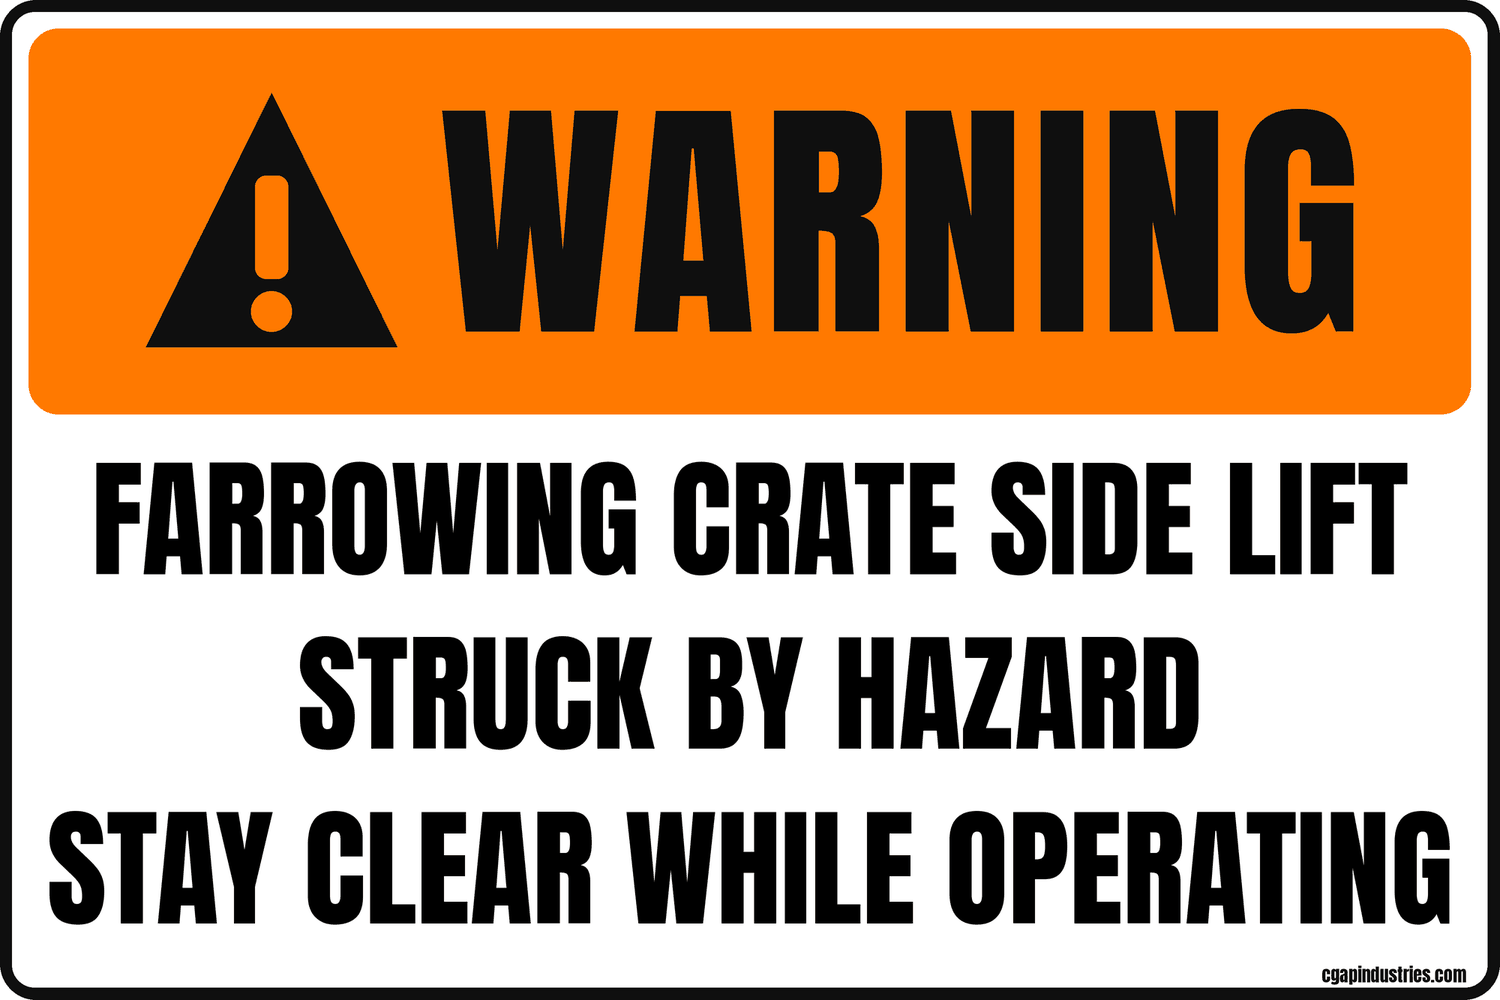 WARNING
FARROWING CRATE SIDE LIFT
STRUCK BY HAZARD
STAY CLEAR WHILE OPERATING
cgapindustries.com